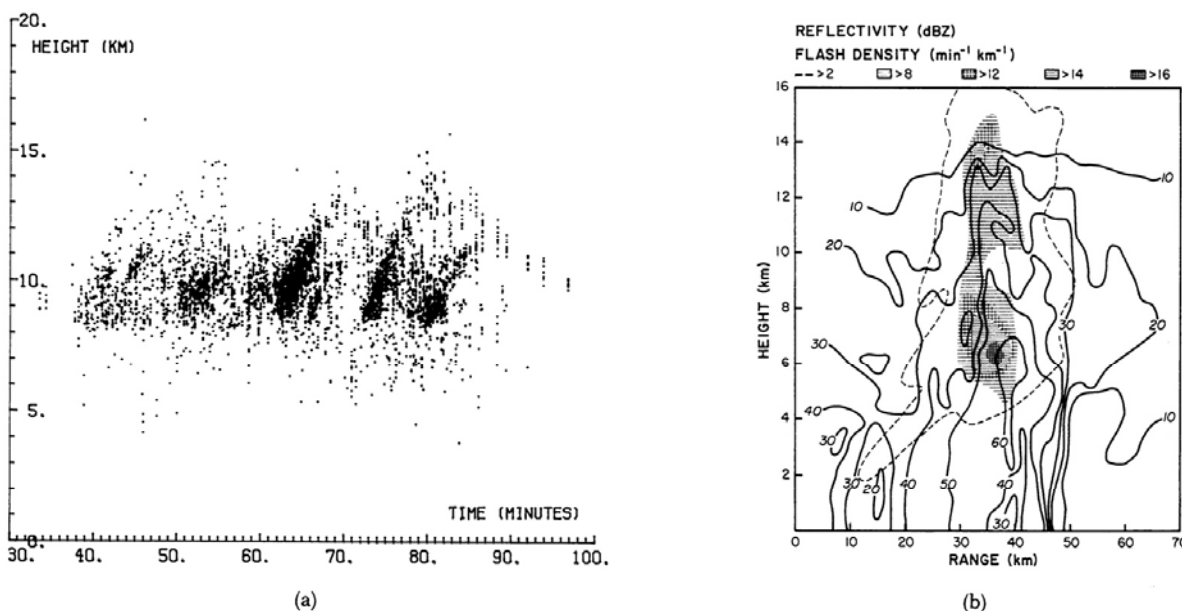 20.
HEIGHT (KM)
15.
10.
5.
0.
TIME (MINUTES)
30. 40. 50. 60. 70. 80. 90. 100.
(a)
REFLECTIVITY (dBZ)
FLASH DENSITY (min⁻¹ km⁻¹)
>2 >8 >12 >14 >16
16
14
12
10
8
6
4
2
HEIGHT (km)
10
10
20
30
20
30
40
10
30
60
30
20
40
50
40
30
0 10 20 30 40 50 60 70
RANGE (km)
(b)